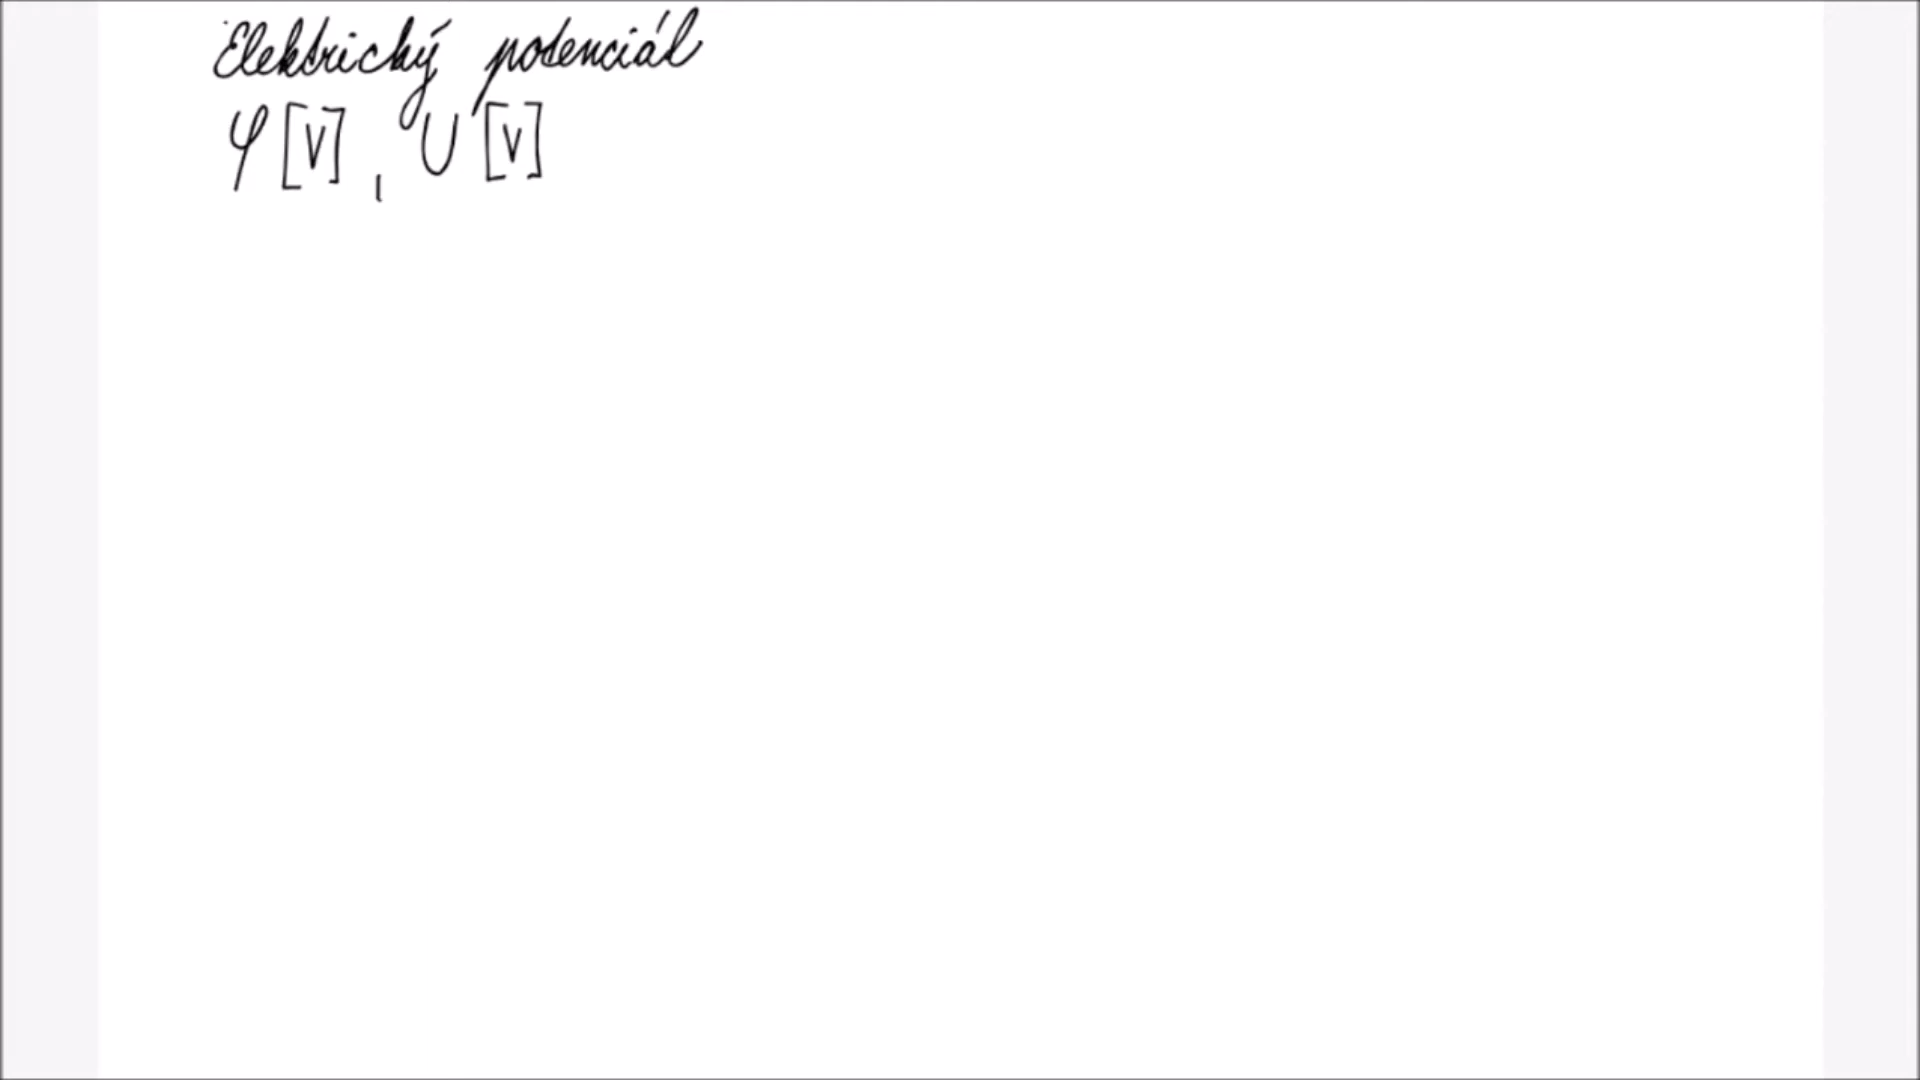 Elektrický potenciál
φ [V], U [V]